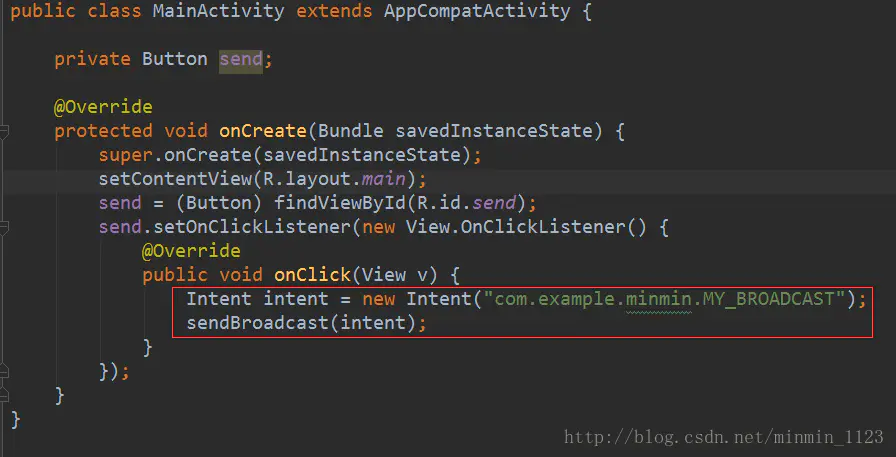 public class MainActivity extends AppCompatActivity {
private Button send;
@Override
protected void onCreate(Bundle savedInstanceState) {
super.onCreate(savedInstanceState);
setContentView(R.layout.main);
send = (Button) findViewById(R.id.send);
send.setOnClickListener(new View.OnClickListener() {
@Override
public void onClick(View v) {
Intent intent = new Intent("com.example.minmin.MY_BROADCAST");
sendBroadcast(intent);
}
});
}
}
http://blog.csdn.net/minmin_1123